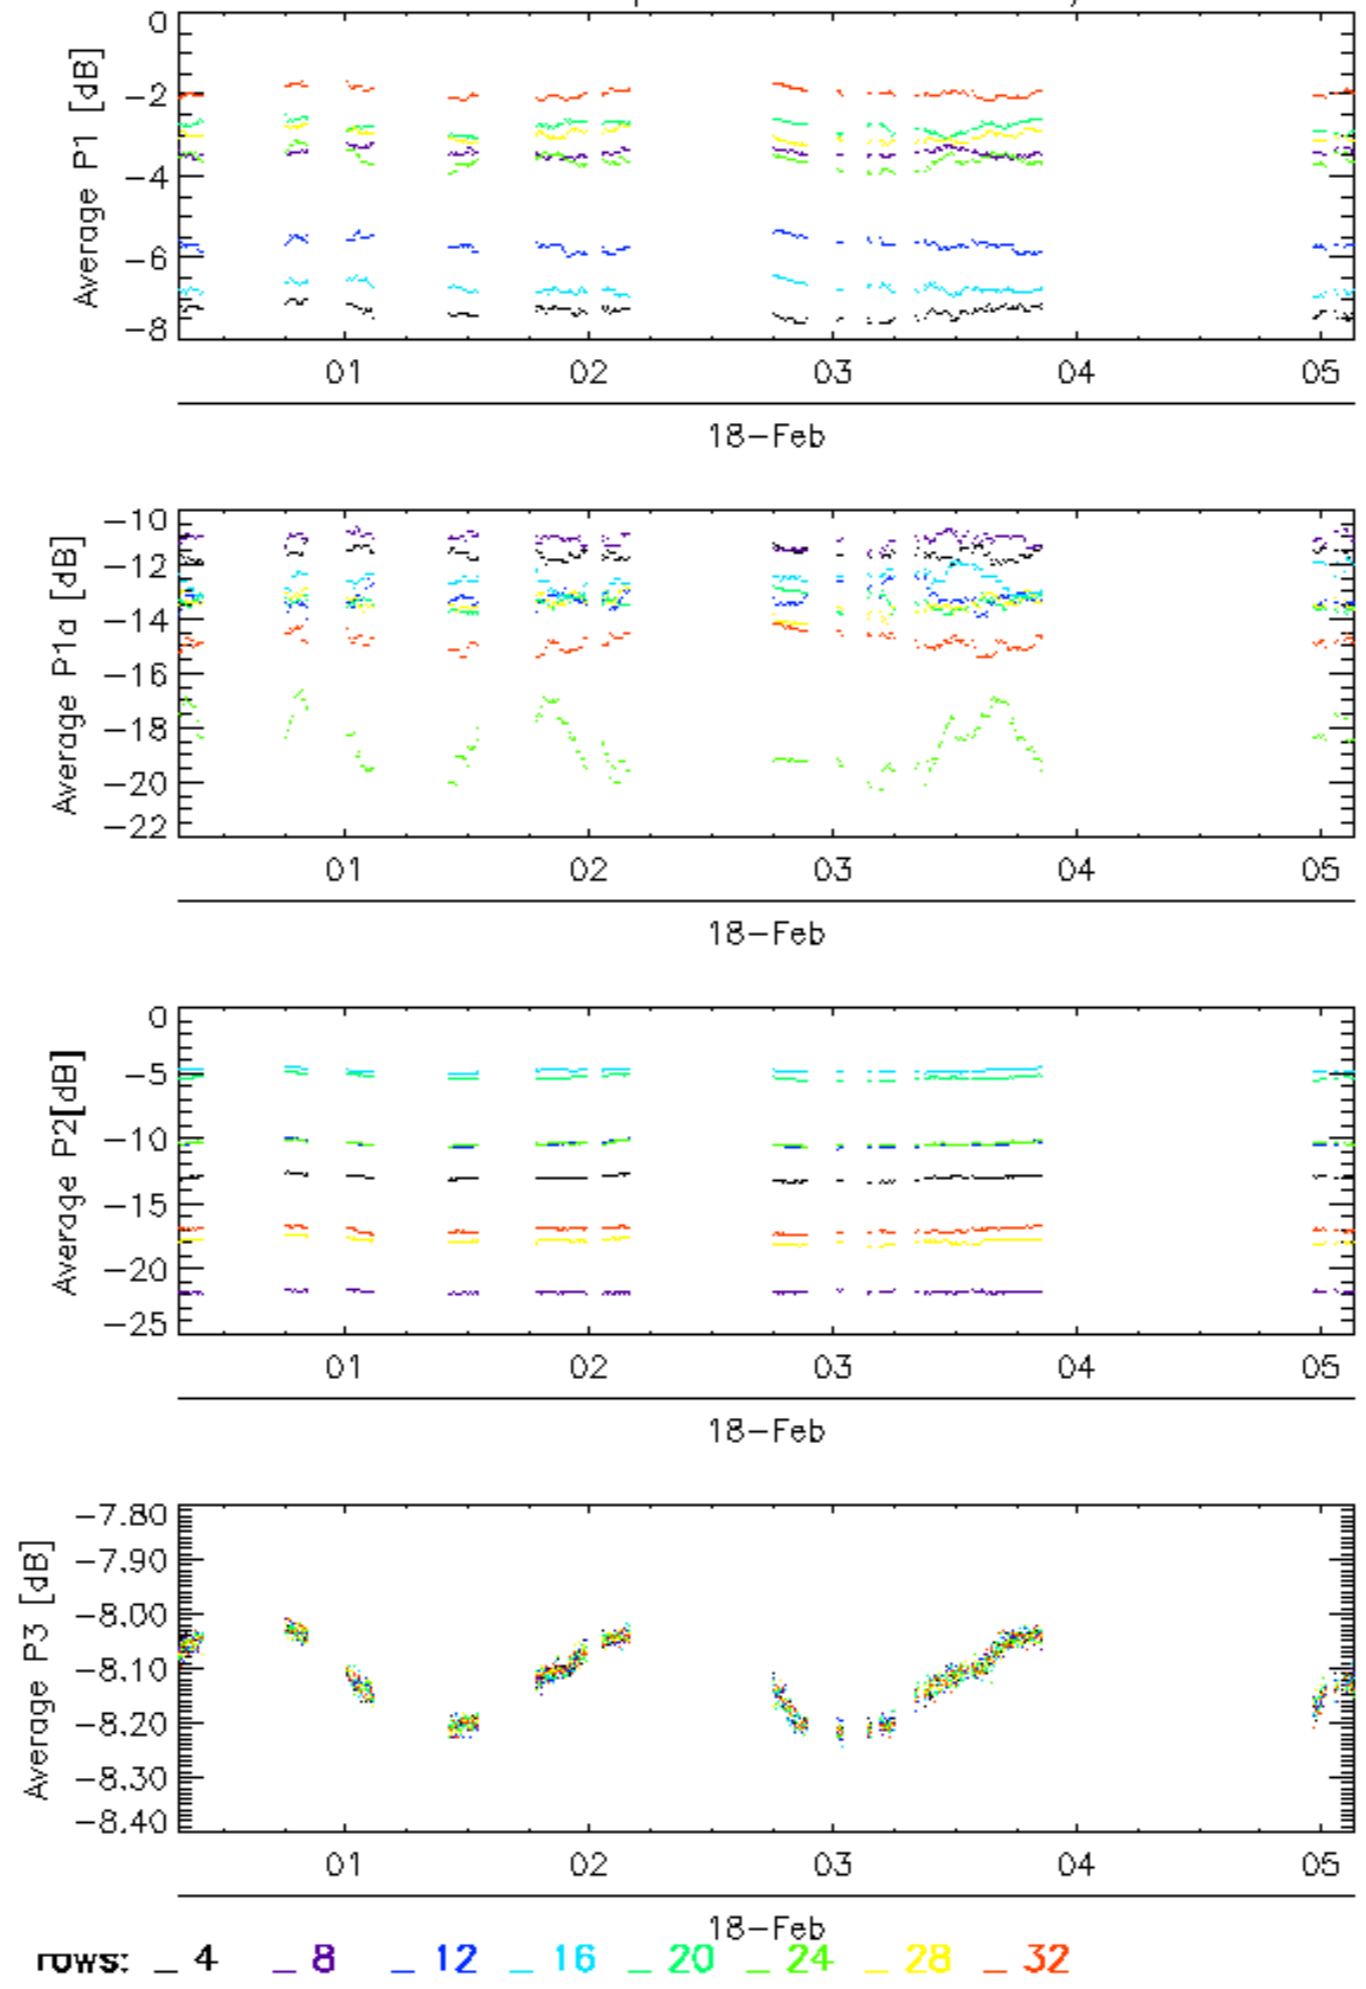 Average P1 [dB]
0
−2
−4
−6
−8
01 02 03 04 05
18−Feb
Average P1a [dB]
−10
−12
−14
−16
−18
−20
−22
01 02 03 04 05
18−Feb
Average P2[dB]
0
−5
−10
−15
−20
−25
01 02 03 04 05
18−Feb
Average P3 [dB]
−7.80
−7.90
−8.00
−8.10
−8.20
−8.30
−8.40
01 02 03 04 05
18−Feb
rows: _ 4 _ 8 _ 12 _ 16 _ 20 _ 24 _ 28 _ 32